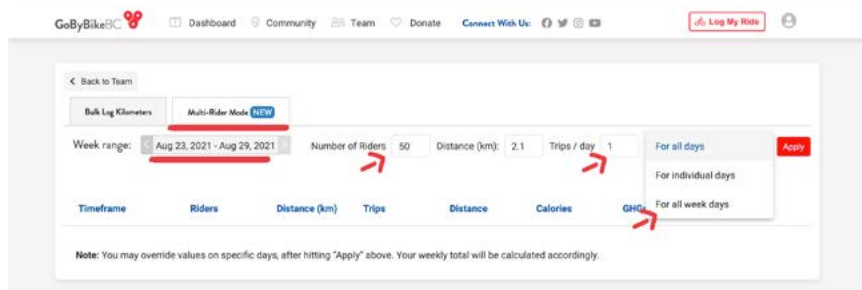 GoByBikeBC Dashboard Community Team Donate Connect With Us: Log My Ride
Back to Team
Bulk Log Kilometers Multi-Rider Mode NEW
Week range: Aug 23, 2021 - Aug 29, 2021 Number of Riders 50 Distance (km): 2.1 Trips / day 1 For all days Apply
For individual days
For all week days
Timeframe Riders Distance (km) Trips Distance Calories GHGs
Note: You may override values on specific days, after hitting "Apply" above. Your weekly total will be calculated accordingly.